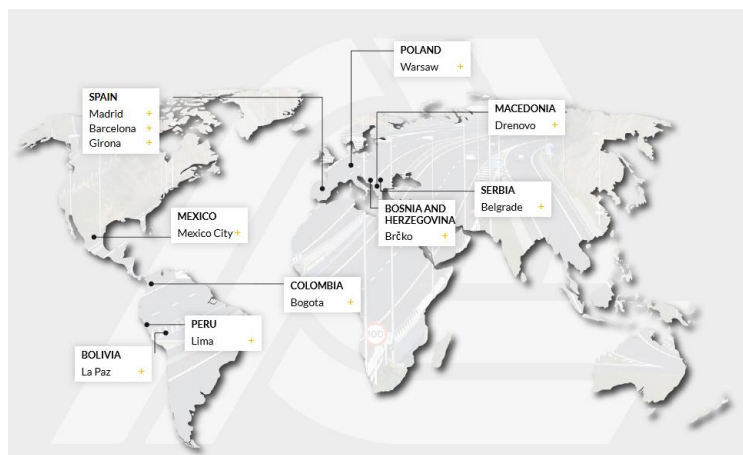 POLAND
Warsaw +
SPAIN
Madrid +
Barcelona +
Girona +
MACEDONIA
Drenovo +
SERBIA
Belgrade +
BOSNIA AND
HERZEGOVINA
Brčko +
MEXICO
Mexico City +
COLOMBIA
Bogota +
PERU
Lima +
BOLIVIA
La Paz +
100